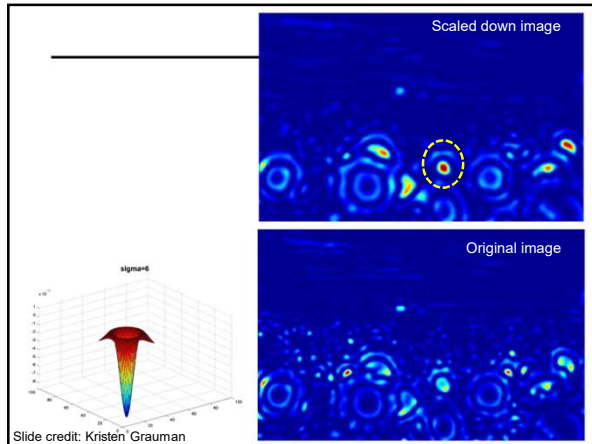 Scaled down image
Original image
sigma=6
Slide credit: Kristen Grauman